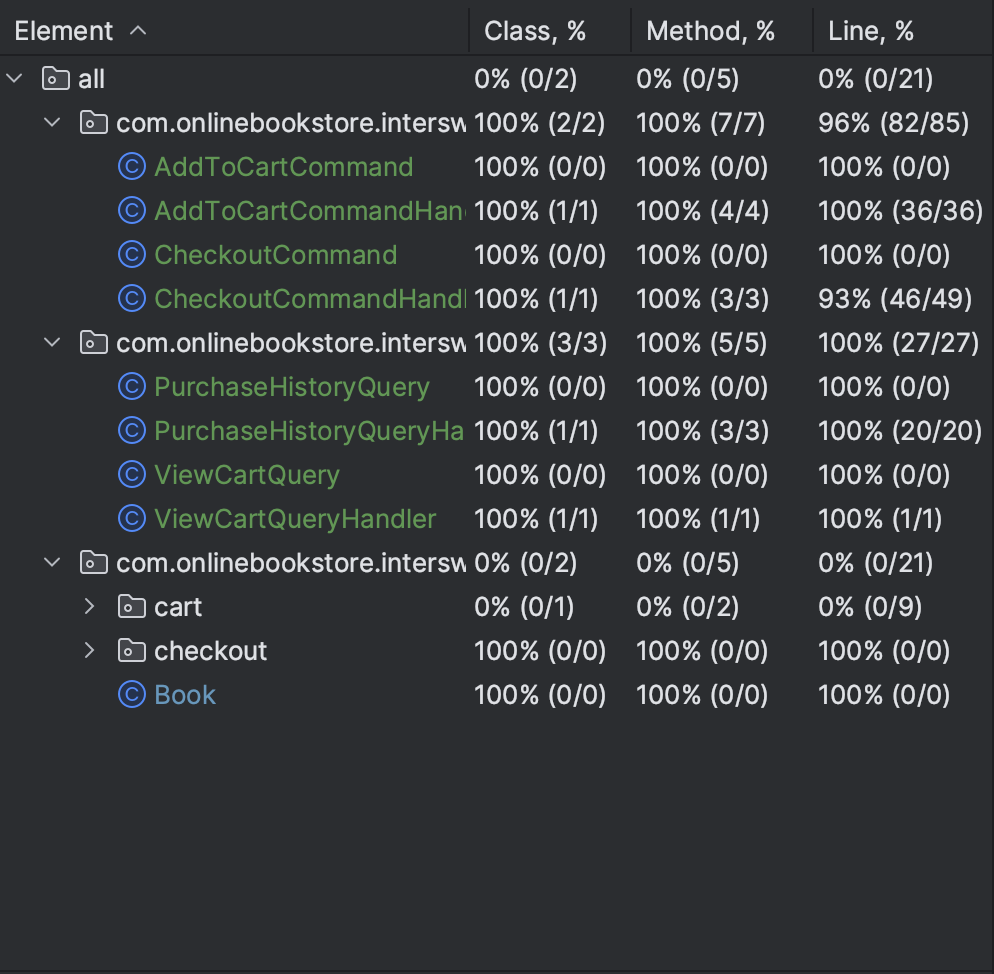 Element Class, % Method, % Line, %
all 0% (0/2) 0% (0/5) 0% (0/21)
com.onlinebookstore.intersw 100% (2/2) 100% (7/7) 96% (82/85)
AddToCartCommand 100% (0/0) 100% (0/0) 100% (0/0)
AddToCartCommandHan 100% (1/1) 100% (4/4) 100% (36/36)
CheckoutCommand 100% (0/0) 100% (0/0) 100% (0/0)
CheckoutCommandHandl 100% (1/1) 100% (3/3) 93% (46/49)
com.onlinebookstore.intersw 100% (3/3) 100% (5/5) 100% (27/27)
PurchaseHistoryQuery 100% (0/0) 100% (0/0) 100% (0/0)
PurchaseHistoryQueryHa 100% (1/1) 100% (3/3) 100% (20/20)
ViewCartQuery 100% (0/0) 100% (0/0) 100% (0/0)
ViewCartQueryHandler 100% (1/1) 100% (1/1) 100% (1/1)
com.onlinebookstore.intersw 0% (0/2) 0% (0/5) 0% (0/21)
cart 0% (0/1) 0% (0/2) 0% (0/9)
checkout 100% (0/0) 100% (0/0) 100% (0/0)
Book 100% (0/0) 100% (0/0) 100% (0/0)